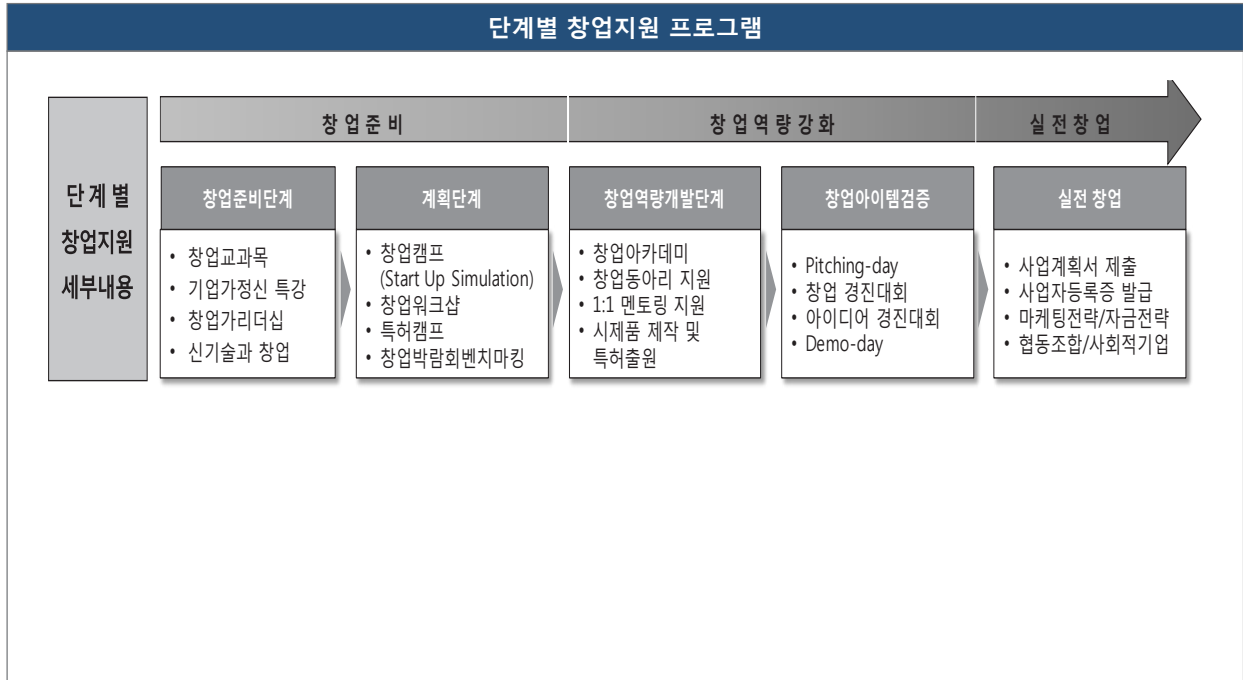 단계별 창업지원 프로그램
창 업 준 비
창 업 역 량 강 화
실 전 창 업
단 계 별
창업지원
세부내용
창업준비단계
• 창업교과목
• 기업가정신 특강
• 창업가리더십
• 신기술과 창업
계획단계
• 창업캠프
(Start Up Simulation)
• 창업워크샵
• 특허캠프
• 창업박람회벤치마킹
창업역량개발단계
• 창업아카데미
• 창업동아리 지원
• 1:1 멘토링 지원
• 시제품 제작 및
특허출원
창업아이템검증
• Pitching-day
• 창업 경진대회
• 아이디어 경진대회
• Demo-day
실전 창업
• 사업계획서 제출
• 사업자등록증 발급
• 마케팅전략/자금전략
• 협동조합/사회적기업